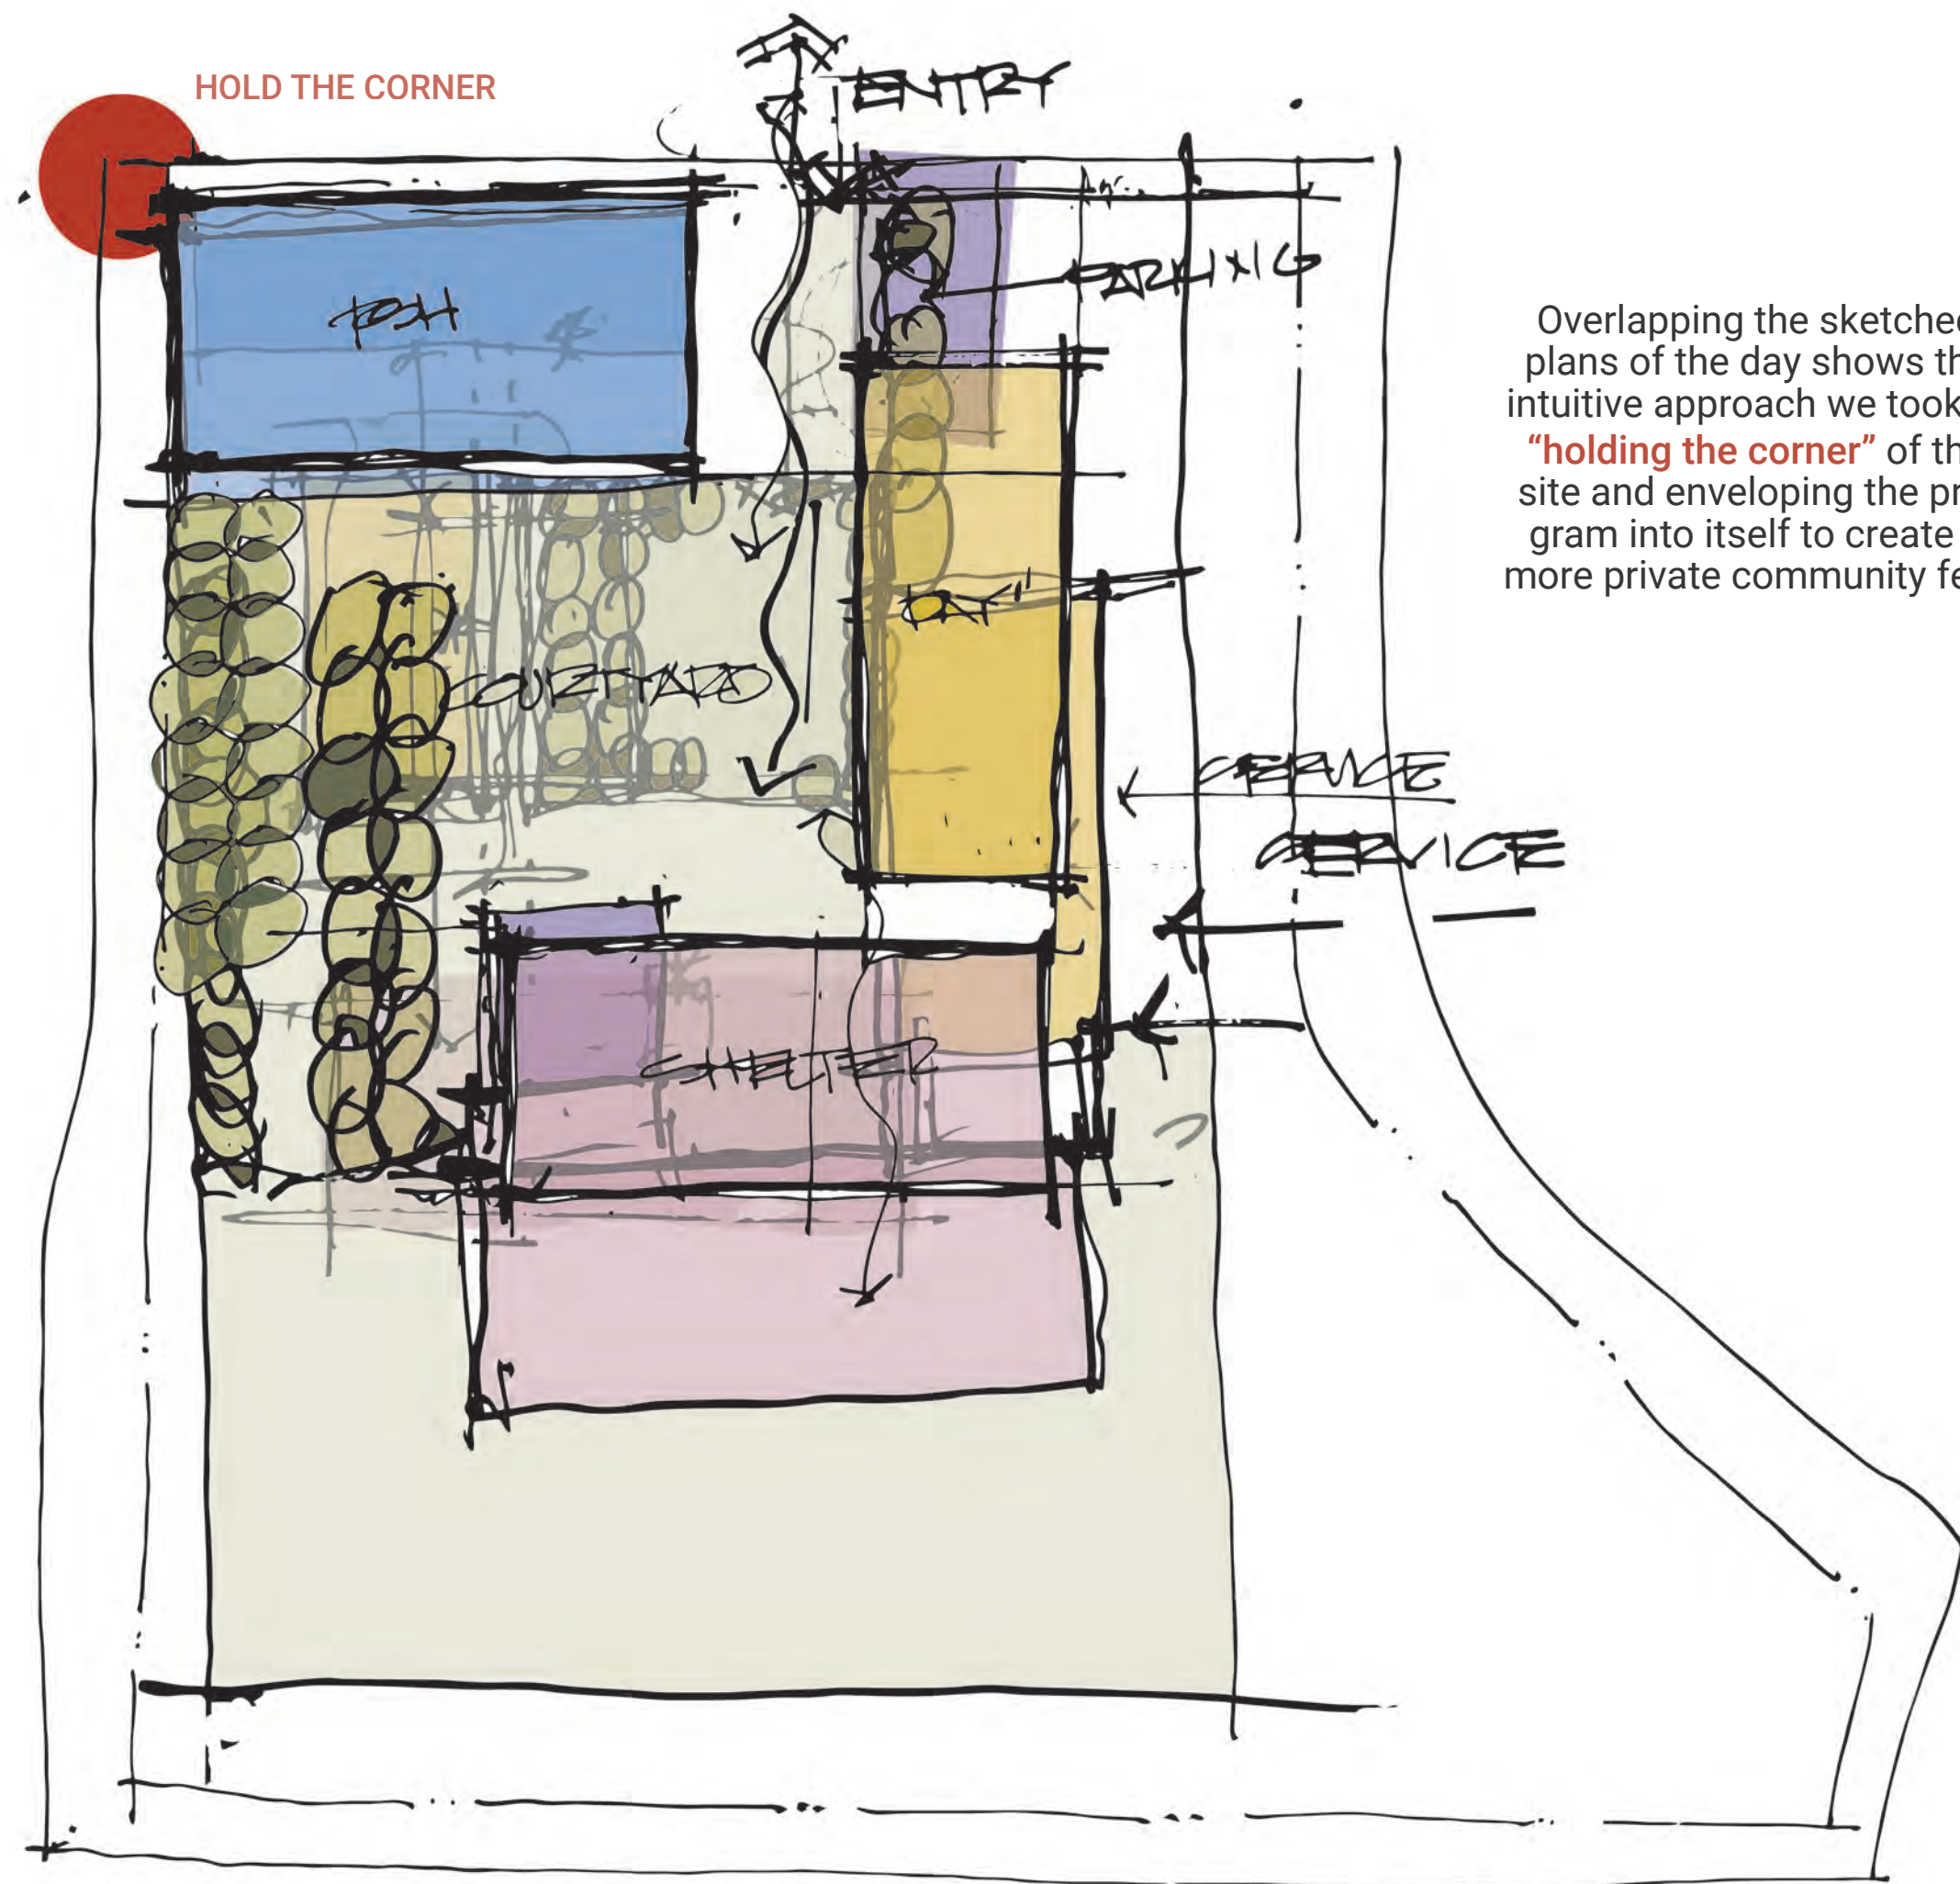 HOLD THE CORNER
ENTRY
PARKING
PSH
Overlapping the sketched
plans of the day shows th
intuitive approach we took
“holding the corner” of th
site and enveloping the pr
gram into itself to create
more private community fe
DAY
COURTYARD
SERVICE
SERVICE
SHELTER